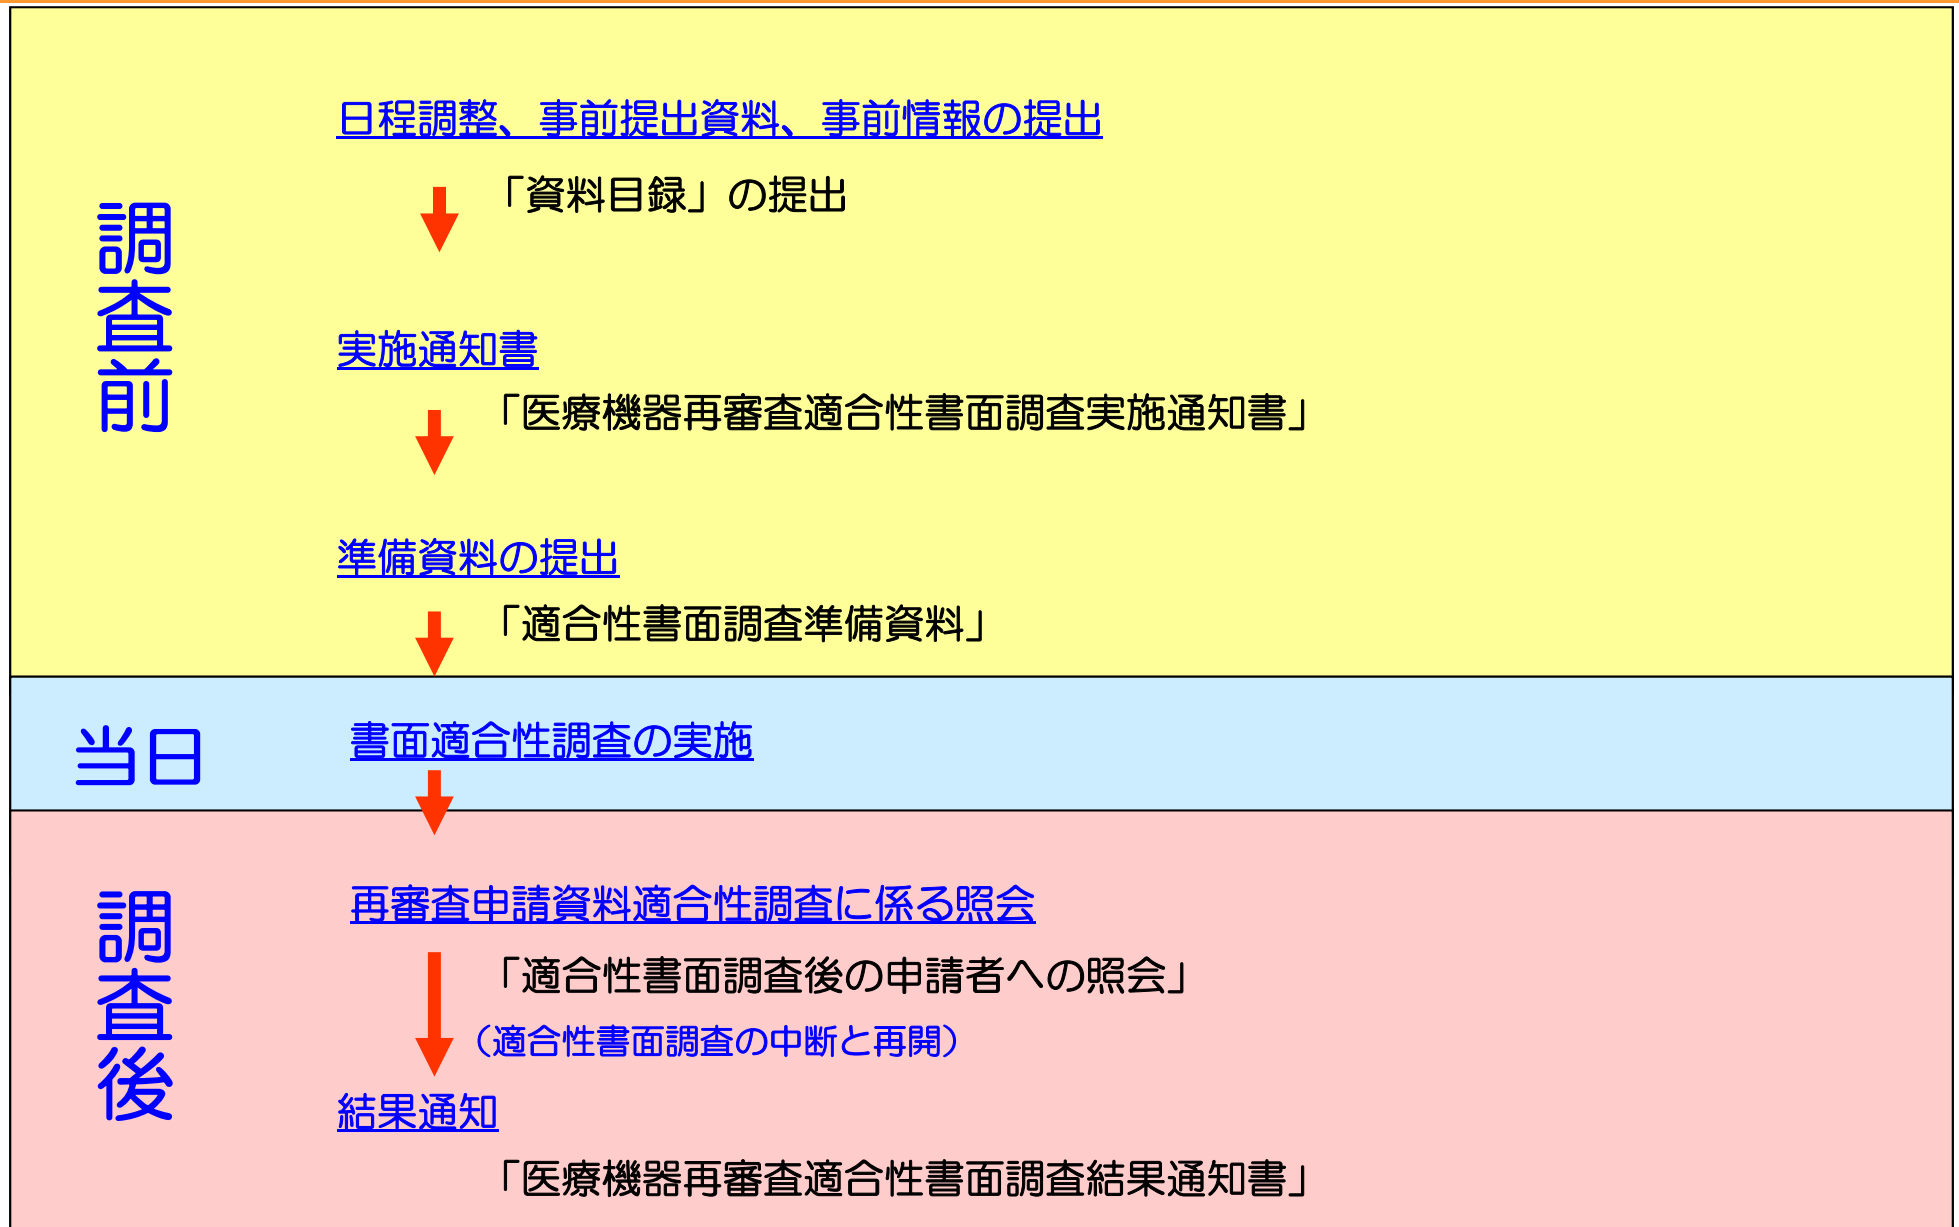 調査前
日程調整、事前提出資料、事前情報の提出
「資料目録」の提出
実施通知書
「医療機器再審査適合性書面調査実施通知書」
準備資料の提出
「適合性書面調査準備資料」
当日
書面適合性調査の実施
調査後
再審査申請資料適合性調査に係る照会
「適合性書面調査後の申請者への照会」
（適合性書面調査の中断と再開）
結果通知
「医療機器再審査適合性書面調査結果通知書」